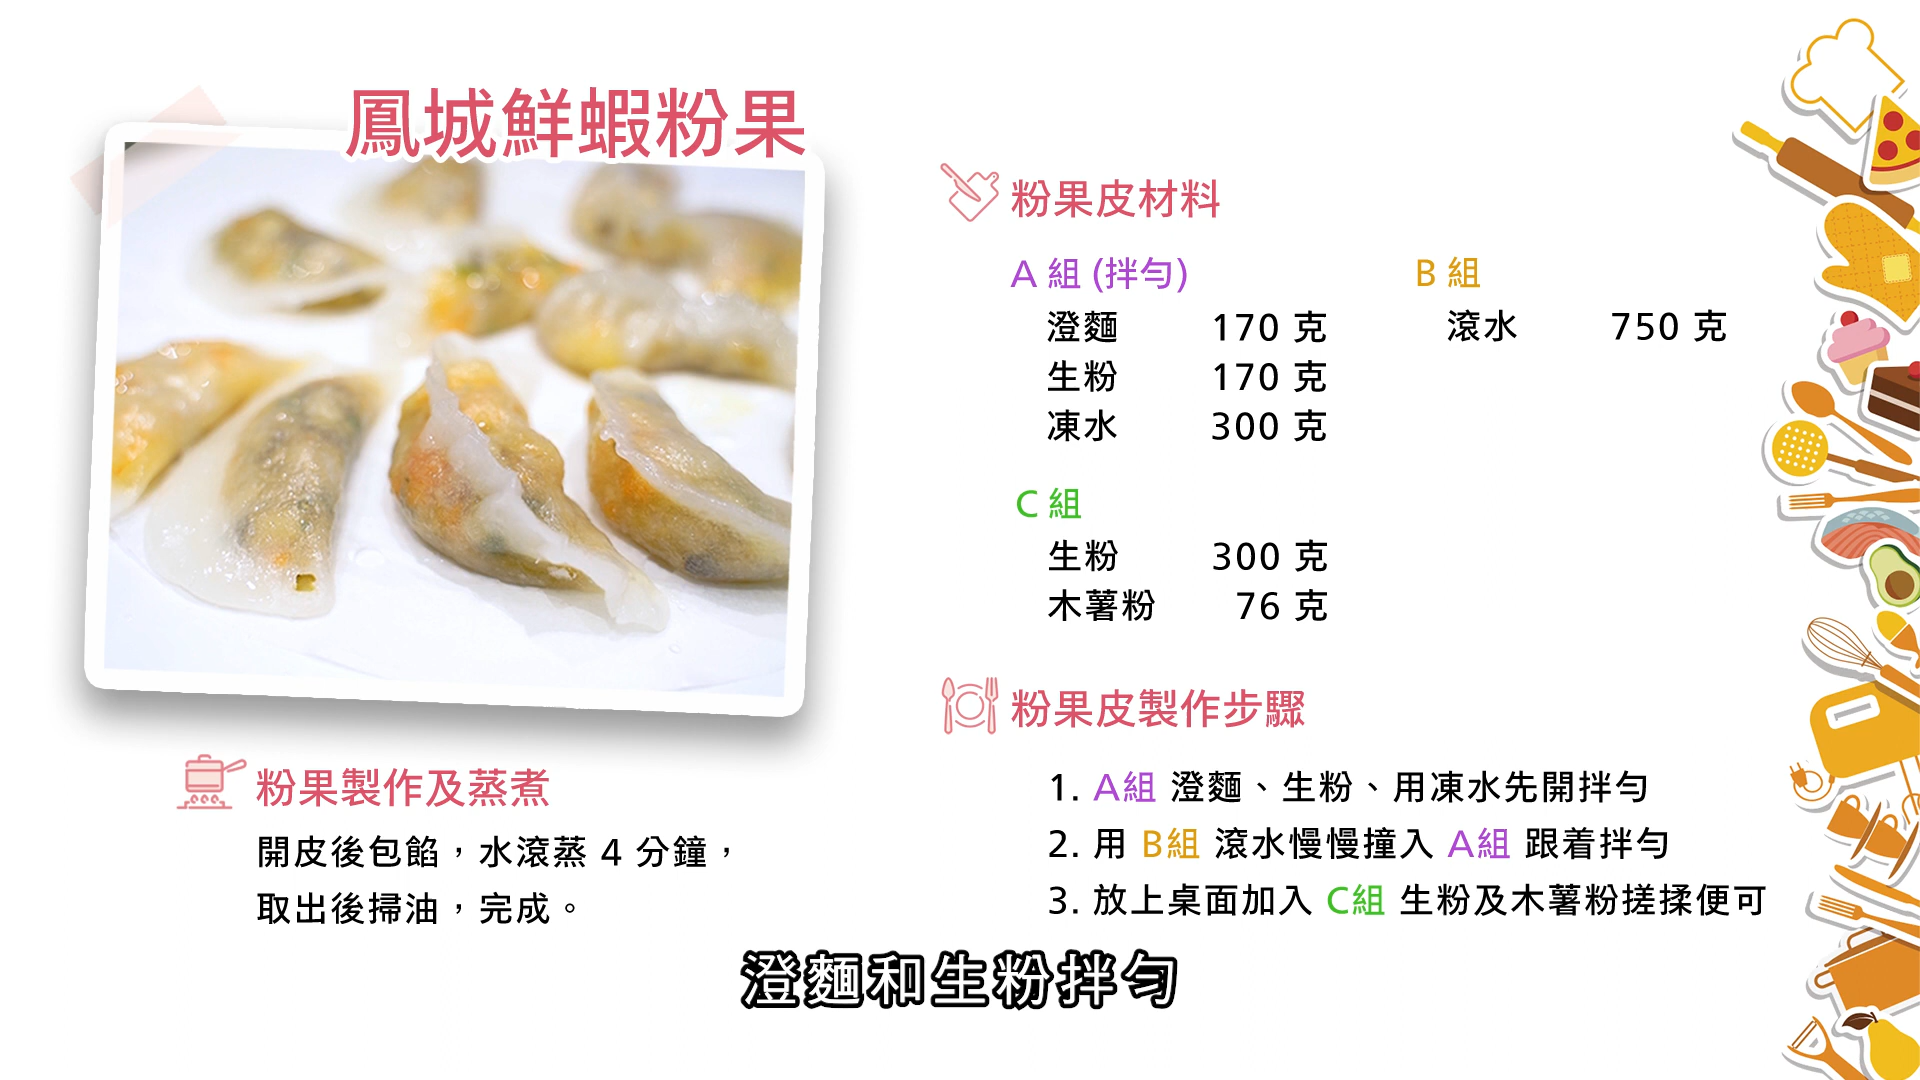 鳳城鮮蝦粉果
粉果皮材料
A 組 (拌勻)
澄麵 170 克
生粉 170 克
凍水 300 克
B 組
滾水 750 克
C 組
生粉 300 克
木薯粉 76 克
粉果皮製作步驟
1. A組 澄麵、生粉、用凍水先開拌勻
2. 用 B組 滾水慢慢撞入 A組 跟着拌勻
3. 放上桌面加入 C組 生粉及木薯粉搓揉便可
粉果製作及蒸煮
開皮後包餡，水滾蒸 4 分鐘，
取出後掃油，完成。
澄麵和生粉拌勻